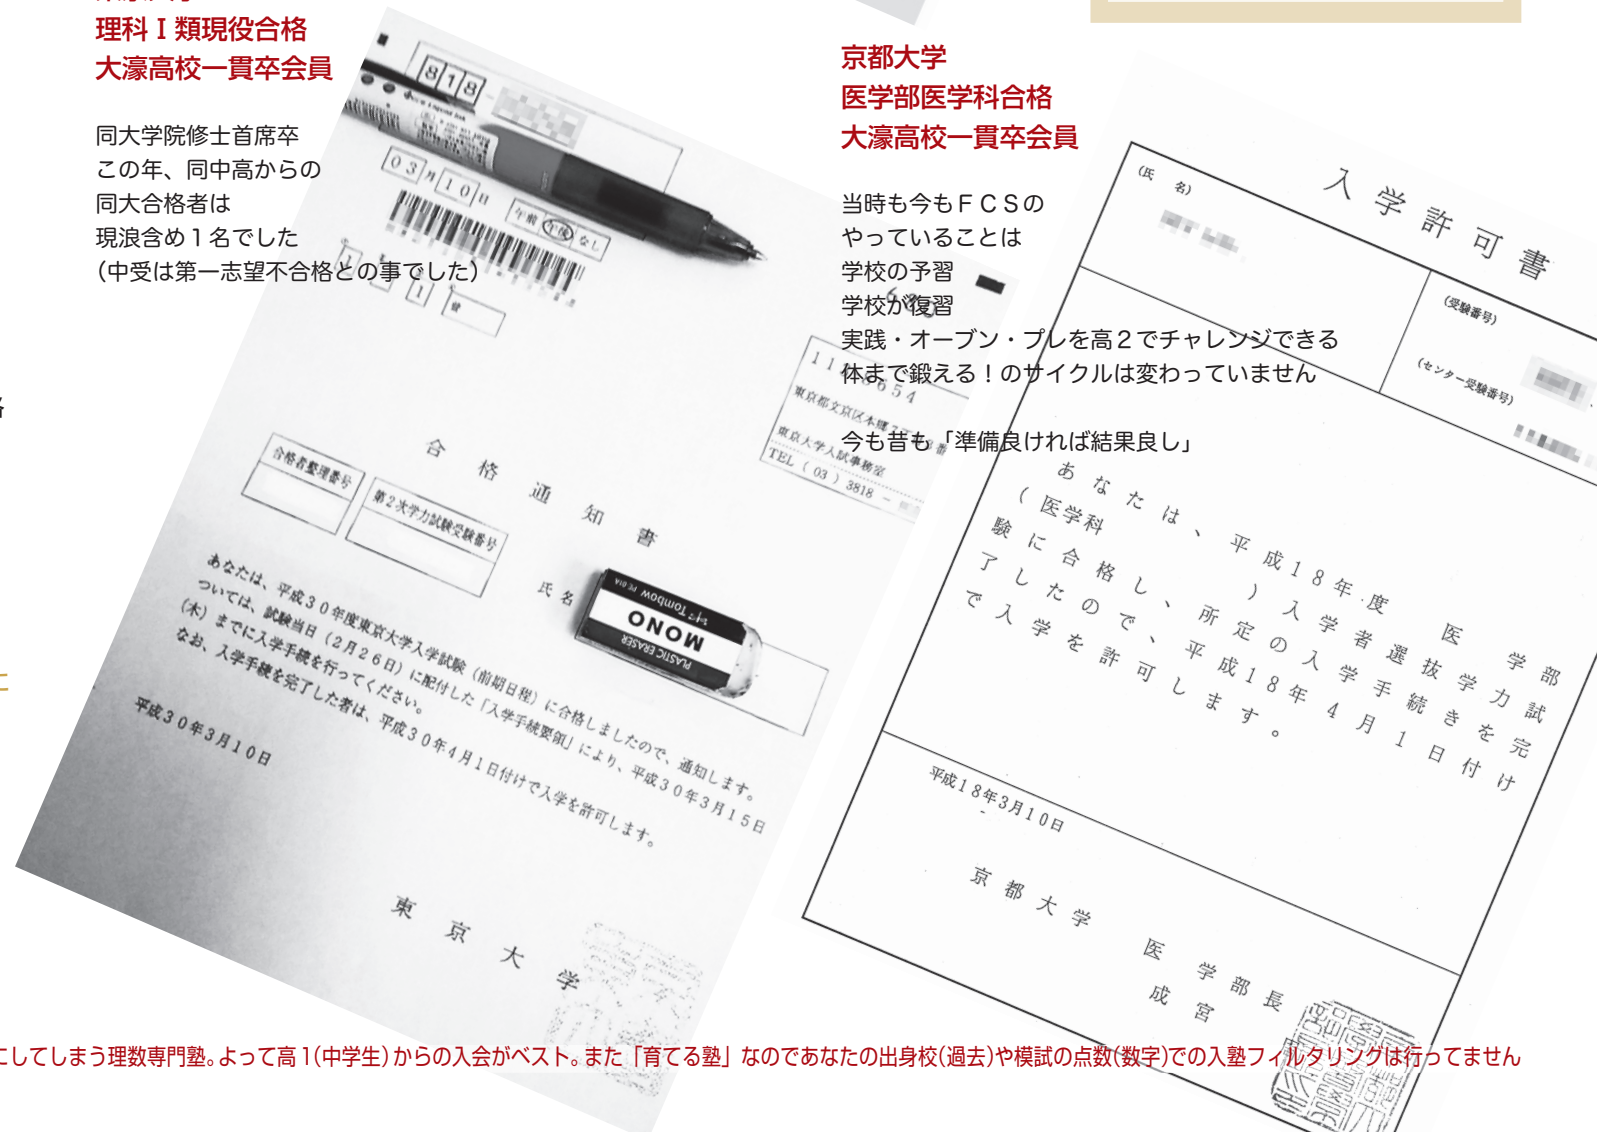 理科Ⅰ類現役合格
大濠高校一貫卒会員
同大学院修士首席卒
この年、同中高からの
同大合格者は
現浪含め１名でした
（中受は第一志望不合格との事でした）
818
03月10日
午前 午後 なし
東京都文京区本郷
東京大学入試事務室
TEL ( 03 ) 3818 -
合格通知書
合格者整理番号
第2次学力試験受験番号
氏名
PLASTIC ERASER
MONO
Tombow PE-01A
あなたは、平成30年度東京大学入学試験（前期日程）に合格しましたので、通知します。
ついては、試験当日（2月26日）に配付した「入学手続要領」により、平成30年3月15日
（木）までに入学手続を行ってください。
なお、入学手続を完了した者は、平成30年4月1日付けで入学を許可します。
平成30年3月10日
東京大学
京都大学
医学部医学科合格
大濠高校一貫卒会員
当時も今もＦＣＳの
やっていることは
学校の予習
学校が復習
実践・オープン・プレを高２でチャレンジできる
体まで鍛える！のサイクルは変わっていません
今も昔も「準備良ければ結果良し」
入学許可書
（氏 名）
（受験番号）
（センター受験番号）
あなたは、平成18年度 医学部
（医学科 ）入学者選抜学力試
験に合格し、所定の入学手続きを完
了したので、平成18年4月1日付け
で入学を許可します。
平成18年3月10日
京都大学 医学部長
成宮
にしてしまう理数専門塾。よって高１(中学生)からの入会がベスト。また「育てる塾」なのであなたの出身校(過去)や模試の点数(数字)での入塾フィルタリングは行ってません